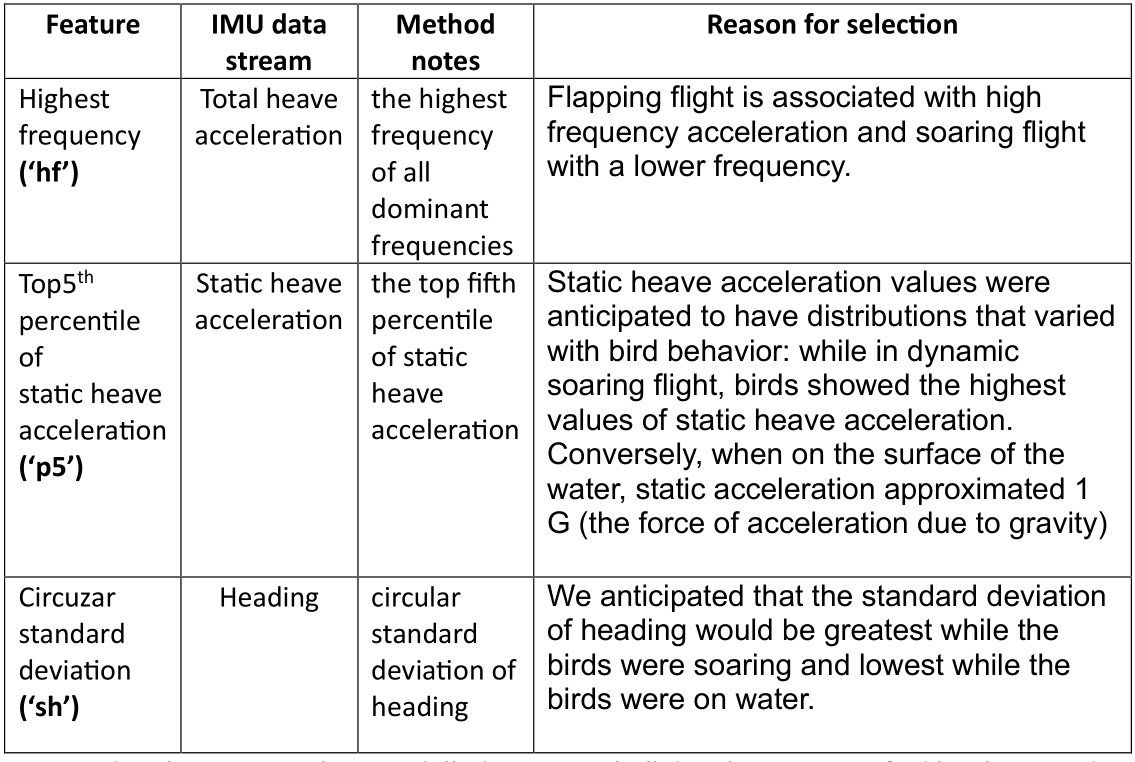 Feature
IMU data
stream
Method
notes
Reason for selection
Highest
frequency
(‘hf’)
Total heave
acceleration
the highest
frequency
of all
dominant
frequencies
Flapping flight is associated with high
frequency acceleration and soaring flight
with a lower frequency.
Top5th
percentile
of
static heave
acceleration
(‘p5’)
Static heave
acceleration
the top fifth
percentile
of static
heave
acceleration
Static heave acceleration values were
anticipated to have distributions that varied
with bird behavior: while in dynamic
soaring flight, birds showed the highest
values of static heave acceleration.
Conversely, when on the surface of the
water, static acceleration approximated 1
G (the force of acceleration due to gravity)
Circuzar
standard
deviation
(‘sh’)
Heading
circular
standard
deviation of
heading
We anticipated that the standard deviation
of heading would be greatest while the
birds were soaring and lowest while the
birds were on water.